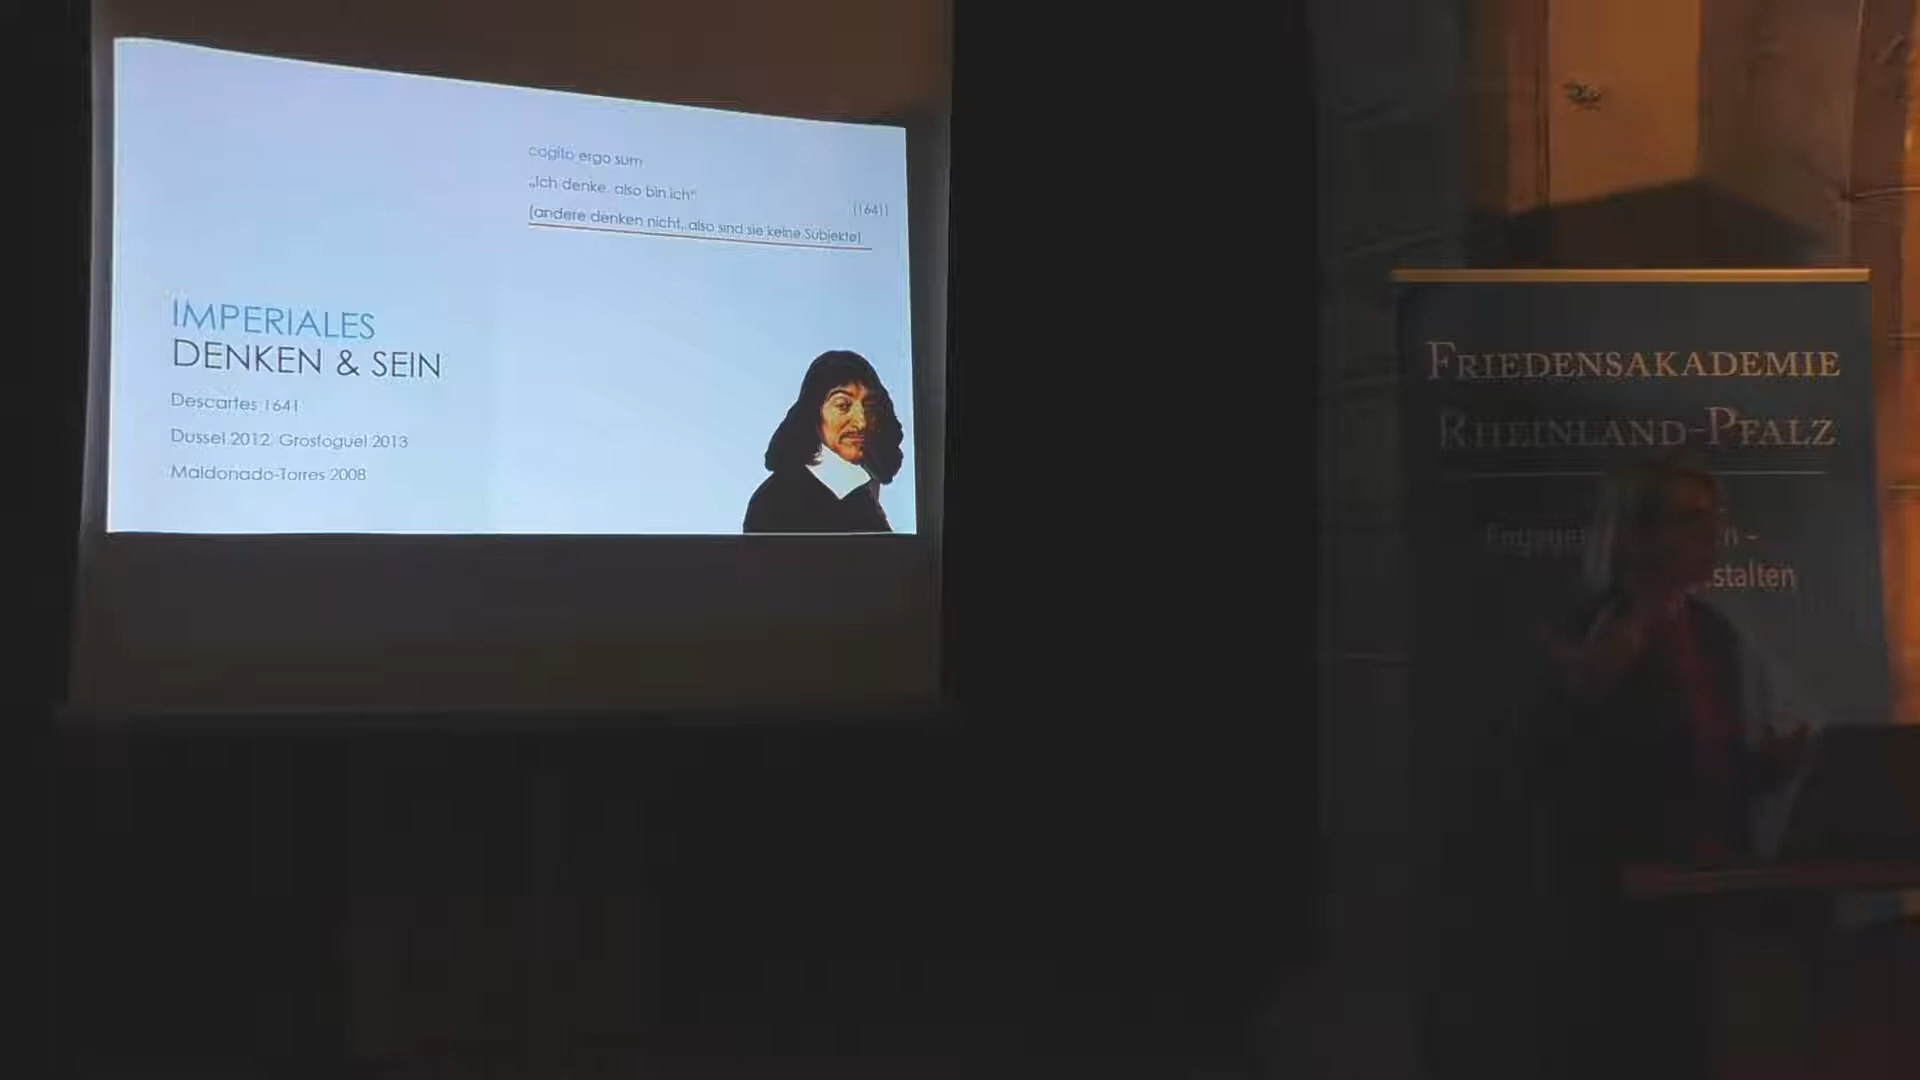 cogito ergo sum
„Ich denke, also bin ich“
(1641)
(andere denken nicht, also sind sie keine Subjekte)
IMPERIALES
DENKEN & SEIN
Descartes 1641
Dussel 2012, Grosfoguel 2013
Maldonado-Torres 2008
FRIEDENSAKADEMIE
RHEINLAND-PFALZ